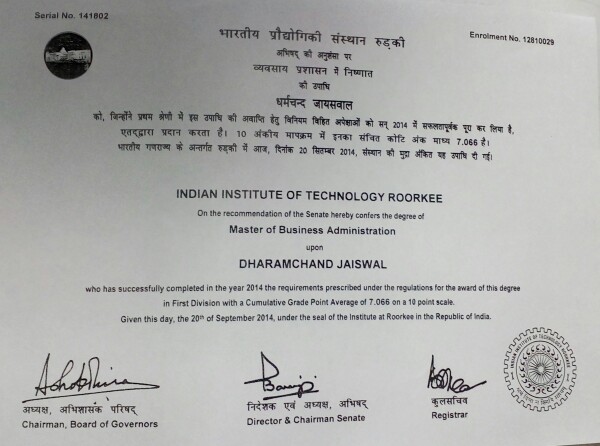 Serial No. 141802
Enrolment No. 12810029
भारतीय प्रौद्योगिकी संस्थान रुड़की
अभिषद् की अनुशंसा पर
व्यवसाय प्रशासन में निष्णात
की उपाधि
धर्मचन्द जायसवाल
को, जिन्होंने प्रथम श्रेणी में इस उपाधि की अवाप्ति हेतु विनियम विहित अपेक्षाओं को सन् 2014 में सफलतापूर्वक पूरा कर लिया है,
एतद्द्वारा प्रदान करता है। 10 अंकीय मापक्रम में इनका संचित कोटि अंक माध्य 7.066 है।
भारतीय गणराज्य के अन्तर्गत रुड़की में आज, दिनांक 20 सितम्बर 2014, संस्थान की मुद्रा अंकित यह उपाधि दी गई।
INDIAN INSTITUTE OF TECHNOLOGY ROORKEE
On the recommendation of the Senate hereby confers the degree of
Master of Business Administration
upon
DHARAMCHAND JAISWAL
who has successfully completed in the year 2014 the requirements prescribed under the regulations for the award of this degree
in First Division with a Cumulative Grade Point Average of 7.066 on a 10 point scale.
Given this day, the 20th of September 2014, under the seal of the Institute at Roorkee in the Republic of India.
अध्यक्ष, अभिशासक परिषद्
Chairman, Board of Governors
निदेशक एवं अध्यक्ष, अभिषद्
Director & Chairman Senate
कुलसचिव
Registrar
INDIAN INSTITUTE OF TECHNOLOGY